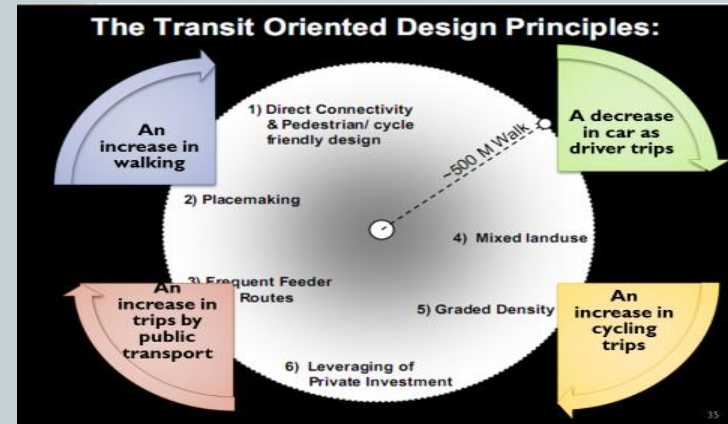 The Transit Oriented Design Principles:
An
increase in
walking
1) Direct Connectivity
& Pedestrian/ cycle
friendly design
~500 M Walk
A decrease
in car as
driver trips
2) Placemaking
4) Mixed landuse
3) Frequent Feeder
Routes
An
increase in
trips by
public
transport
5) Graded Density
An
increase in
cycling
trips
6) Leveraging of
Private Investment
35